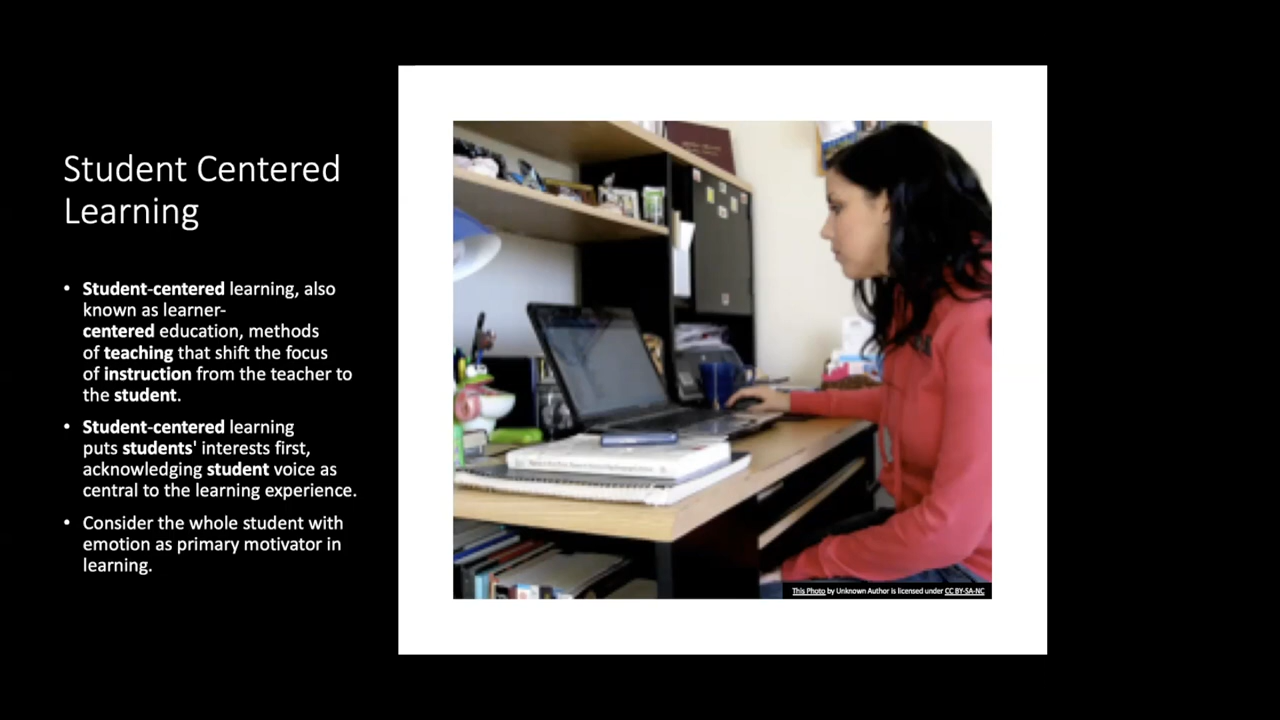 Student Centered
Learning
• Student-centered learning, also
known as learner-
centered education, methods
of teaching that shift the focus
of instruction from the teacher to
the student.
• Student-centered learning
puts students' interests first,
acknowledging student voice as
central to the learning experience.
• Consider the whole student with
emotion as primary motivator in
learning.
This Photo by Unknown Author is licensed under CC BY-SA-NC